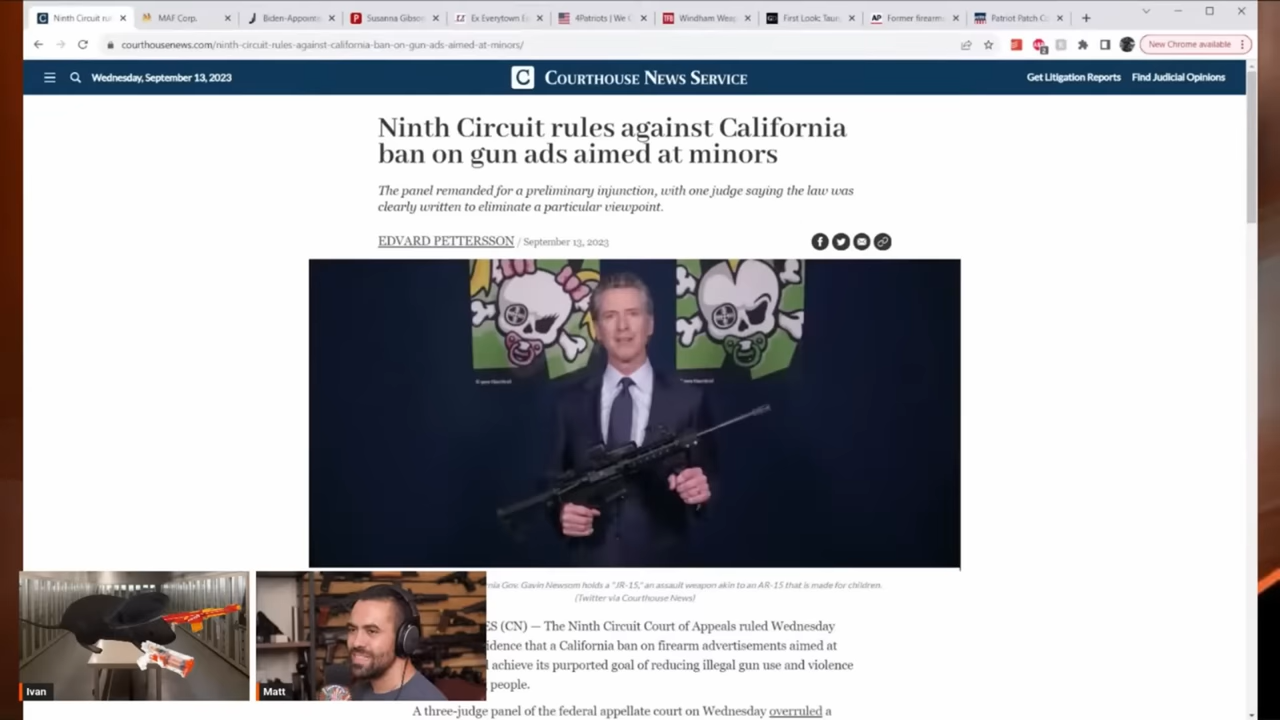 Ninth Circuit ru
MAF Corp.
Biden-Appointe
Susanna Gibson
Ex Everytown E
4Patriots | We C
Windham Weap
First Look: Taur
Former firearm
Patriot Patch C
courthousenews.com/ninth-circuit-rules-against-california-ban-on-gun-ads-aimed-at-minors/
New Chrome available
Wednesday, September 13, 2023
C COURTHOUSE NEWS SERVICE
Get Litigation Reports Find Judicial Opinions
Ninth Circuit rules against California
ban on gun ads aimed at minors
The panel remanded for a preliminary injunction, with one judge saying the law was
clearly written to eliminate a particular viewpoint.
EDVARD PETTERSSON / September 13, 2023
nia Gov. Gavin Newsom holds a "JR-15," an assault weapon akin to an AR-15 that is made for children.
(Twitter via Courthouse News)
ES (CN) — The Ninth Circuit Court of Appeals ruled Wednesday
idence that a California ban on firearm advertisements aimed at
achieve its purported goal of reducing illegal gun use and violence
people.
A three-judge panel of the federal appellate court on Wednesday overruled a
Ivan
Matt